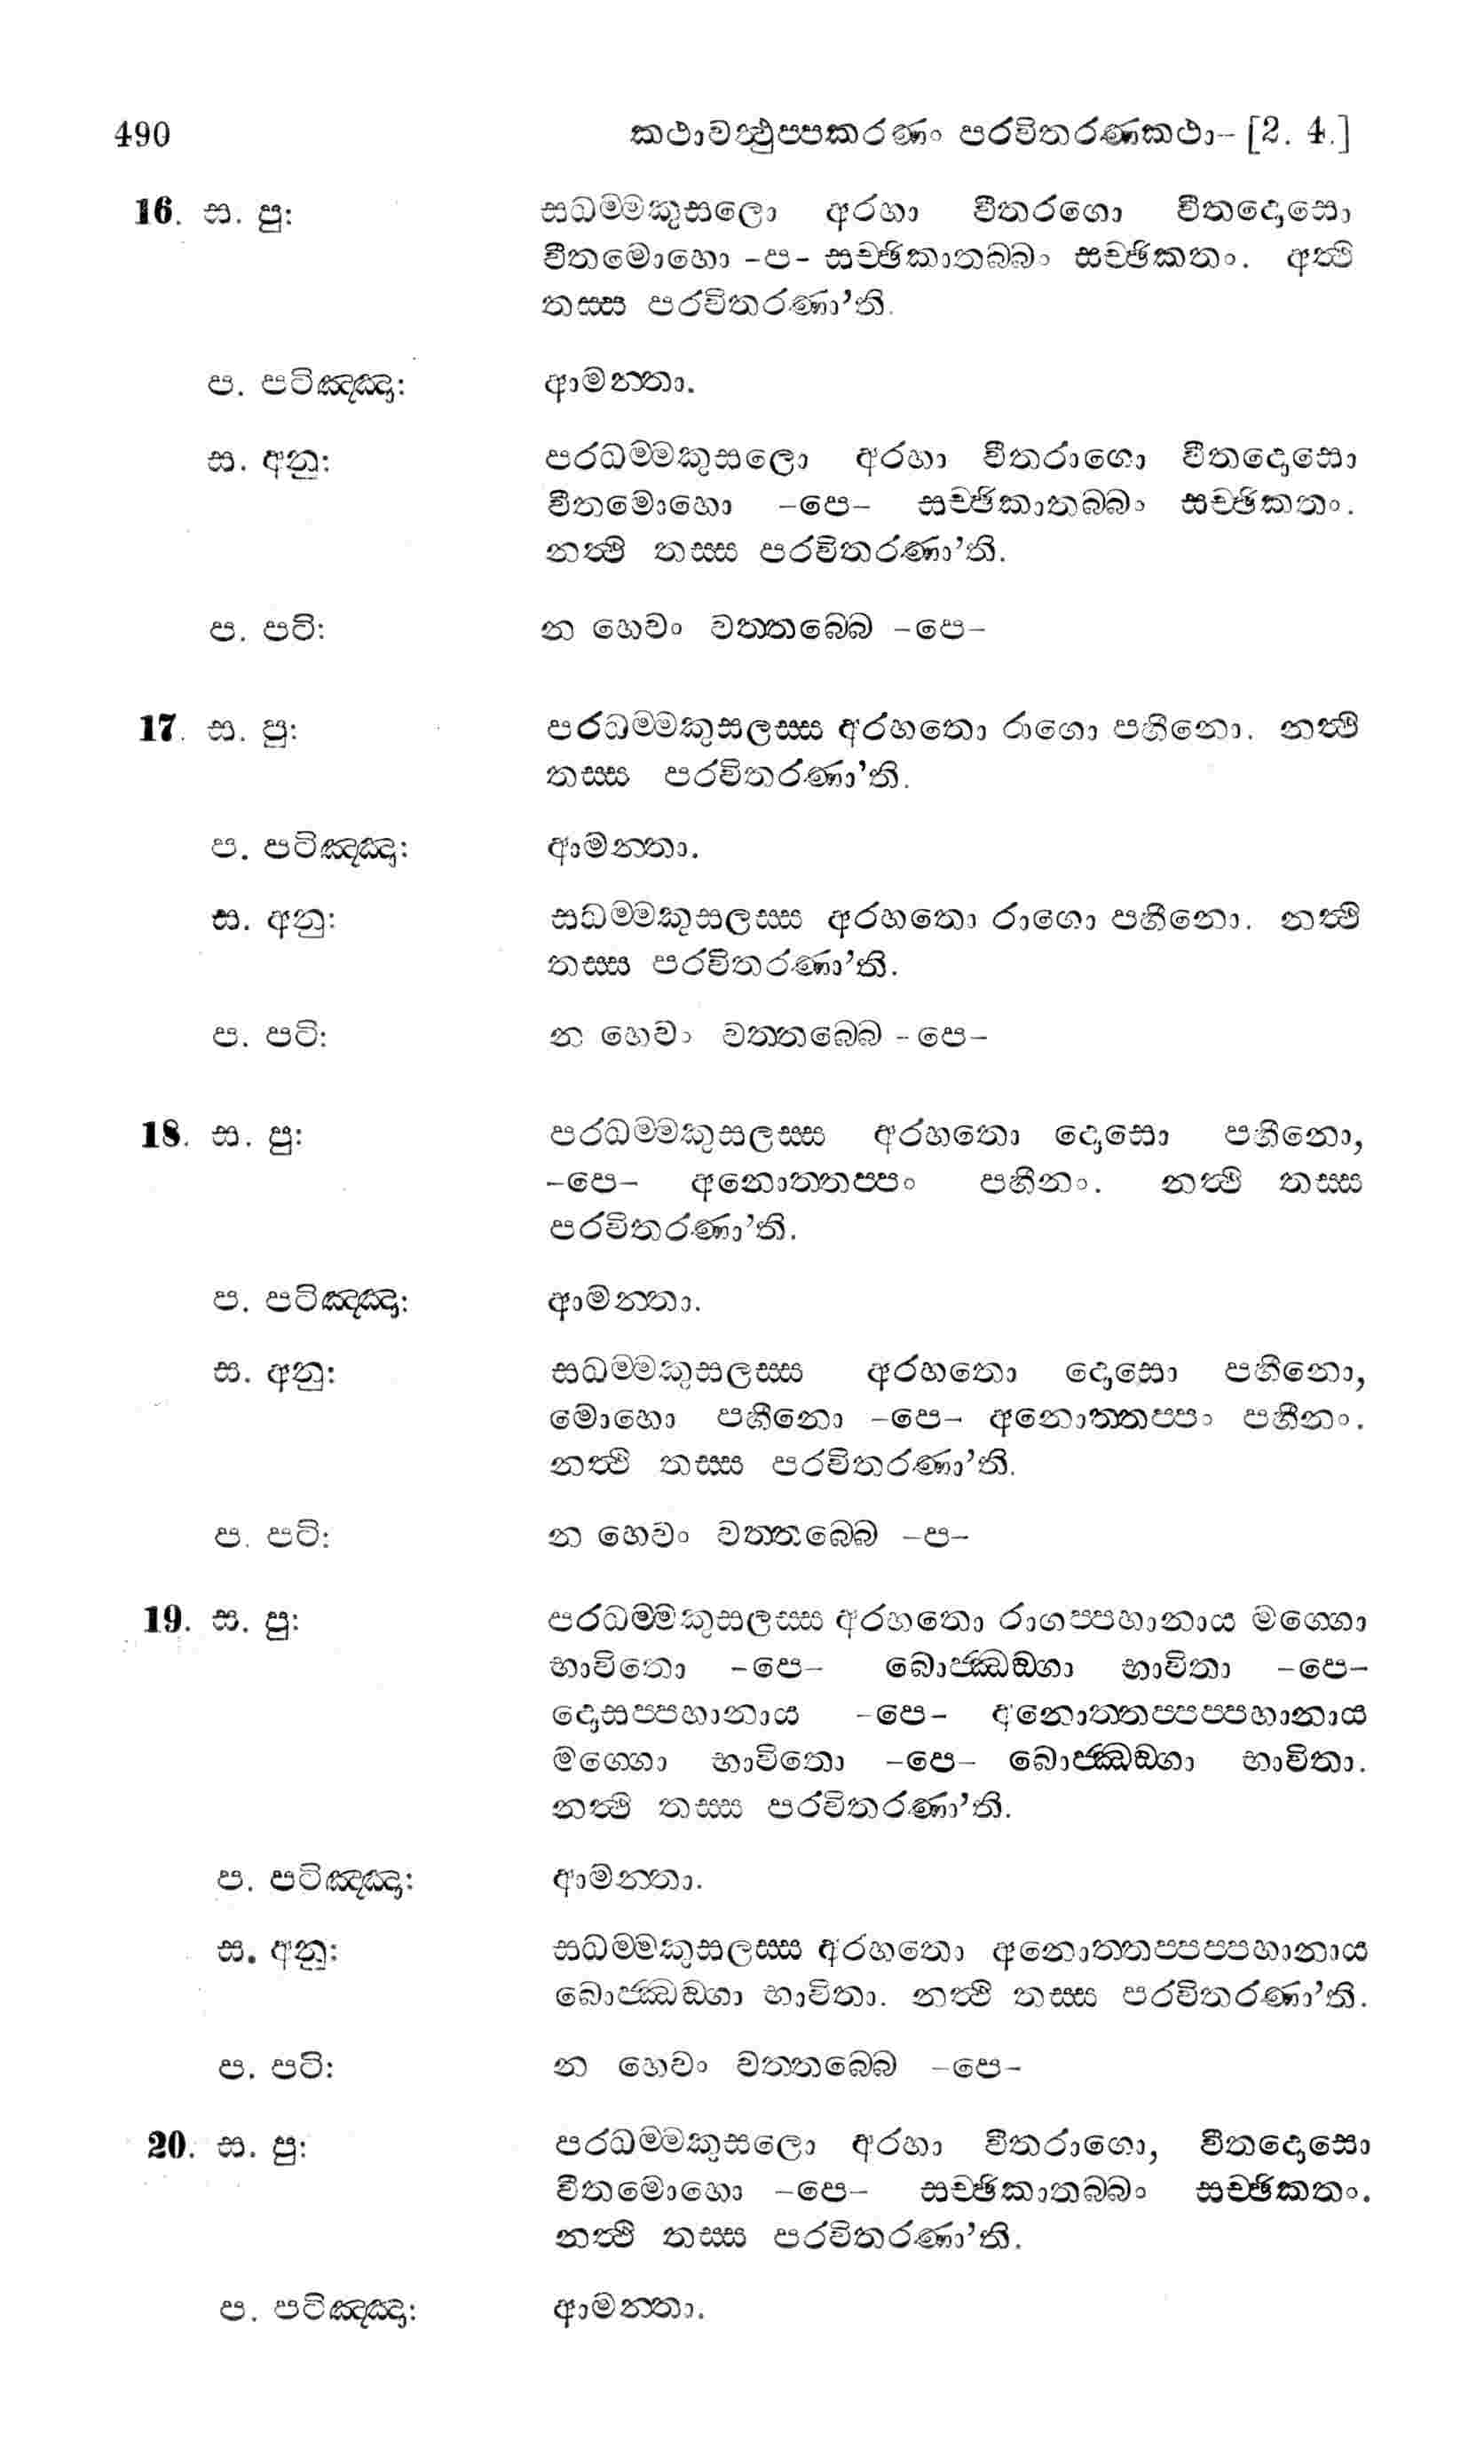 490 කථාවත්‍ථුප‍්පකරණං පරවිතරණකථා- [2. 4.]
16. ස. පු: සධම‍්මකුසලො අරහා වීතරගො වීතදොසො
වීතමොහො -ප- සච‍්ඡිකාතබ‍්බං සච‍්ඡිකතං. අත්‍ථි
තස‍්ස පරවිතරණා’ති.
ප. පටිඤ‍්ඤා: ආමන‍්තා.
ස. අනු: පරධම‍්මකුසලො අරහා වීතරාගො වීතදොසො
වීතමොහො -පෙ- සච‍්ඡිකාතබ‍්බං සච‍්ඡිකතං.
නත්‍ථි තස‍්ස පරවිතරණා’ති.
ප. පටි: න හෙවං වත‍්තබ‍්බෙ -පෙ-
17. ස. පු: පරධම‍්මකුසලස‍්ස අරහතො රාගො පහීනො. නත්‍ථි
තස‍්ස පරවිතරණා’ති.
ප. පටිඤ‍්ඤා: ආමන‍්තා.
ස. අනු: සධම‍්මකුසලස‍්ස අරහතො රාගො පහීනො. නත්‍ථි
තස‍්ස පරවිතරණා’ති.
ප. පටි: න හෙවං වත‍්තබ‍්බෙ -පෙ-
18. ස. පු: පරධම‍්මකුසලස‍්ස අරහතො දොසො පහීනො,
-පෙ- අනොත‍්තප‍්පං පහීනං. නත්‍ථි තස‍්ස
පරවිතරණා’ති.
ප. පටිඤ‍්ඤා: ආමන‍්තා.
ස. අනු: සධම‍්මකුසලස‍්ස අරහතො දොසො පහීනො,
මොහො පහීනො -පෙ- අනොත‍්තප‍්පං පහීනං.
නත්‍ථි තස‍්ස පරවිතරණා’ති.
ප. පටි: න හෙවං වත‍්තබ‍්බෙ -ප-
19. ස. පු: පරධම‍්මකුසලස‍්ස අරහතො රාගප‍්පහානාය මග‍්ගො
භාවිතො -පෙ- බොජ‍්ඣඞ‍්ගා භාවිතා -පෙ-
දොසප‍්පහානාය -පෙ- අනොත‍්තප‍්පප‍්පහානාය
මග‍්ගො භාවිතො -පෙ- බොජ‍්ඣඞ‍්ගා භාවිතා.
නත්‍ථි තස‍්ස පරවිතරණා’ති.
ප. පටිඤ‍්ඤා: ආමන‍්තා.
ස. අනු: සධම‍්මකුසලස‍්ස අරහතො අනොත‍්තප‍්පප‍්පහානාය
බොජ‍්ඣඞ‍්ගා භාවිතා. නත්‍ථි තස‍්ස පරවිතරණා’ති.
ප. පටි: න හෙවං වත‍්තබ‍්බෙ -පෙ-
20. ස. පු: පරධම‍්මකුසලො අරහා වීතරාගො, වීතදොසො
වීතමොහො -පෙ- සච‍්ඡිකාතබ‍්බං සච‍්ඡිකතං.
නත්‍ථි තස‍්ස පරවිතරණා’ති.
ප. පටිඤ‍්ඤා: ආමන‍්තා.